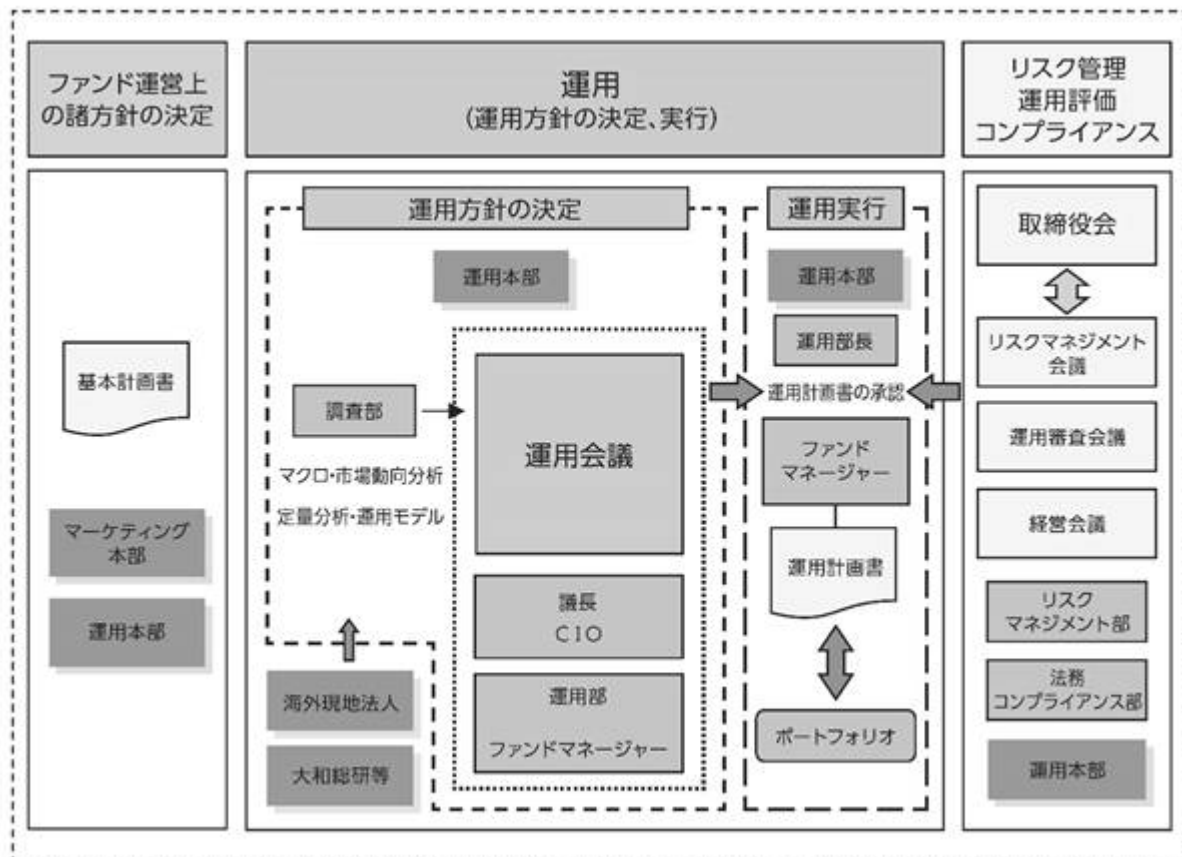 ファンド運営上
の諸方針の決定
運用
(運用方針の決定、実行)
リスク管理
運用評価
コンプライアンス
基本計画書
マーケティング
本部
運用本部
運用方針の決定
運用本部
調査部
マクロ・市場動向分析
定量分析・運用モデル
運用会議
議長
CIO
運用部
ファンドマネージャー
海外現地法人
大和総研等
運用実行
運用本部
運用部長
運用計画書の承認
ファンド
マネージャー
運用計画書
ポートフォリオ
取締役会
リスクマネジメント
会議
運用審査会議
経営会議
リスク
マネジメント部
法務
コンプライアンス部
運用本部